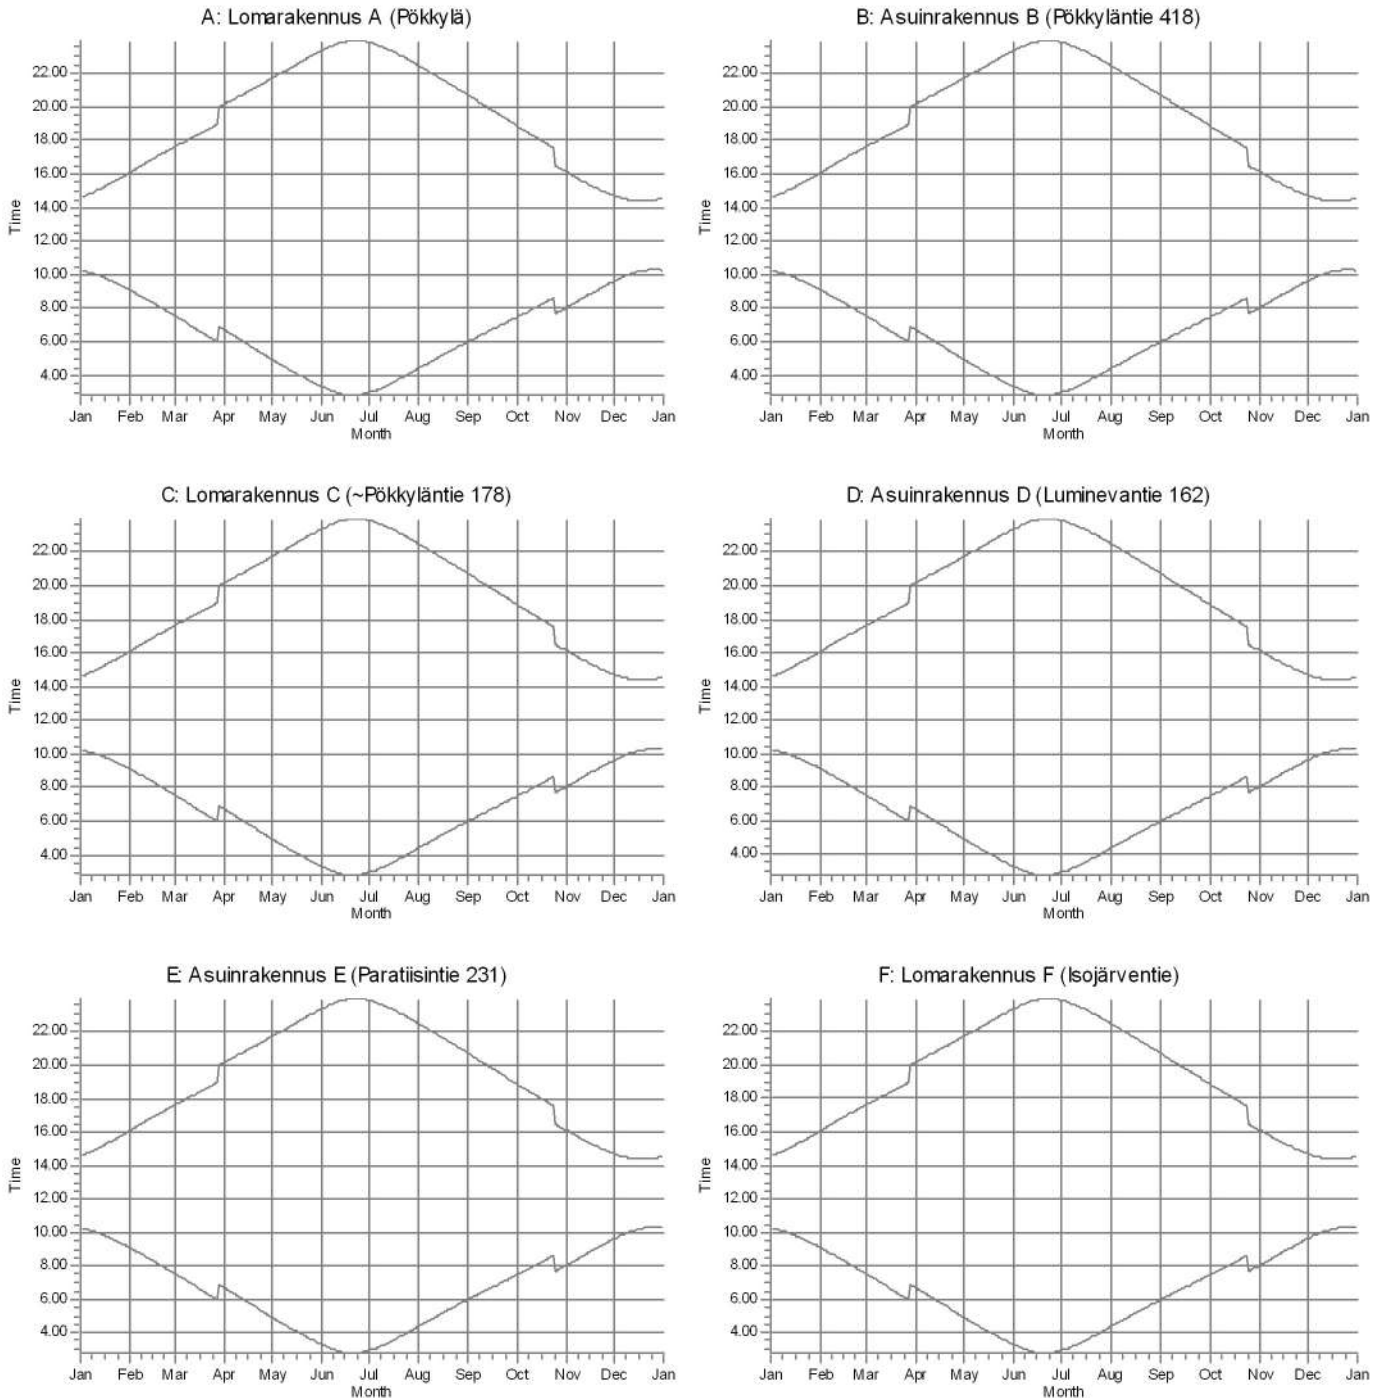 A: Lomarakennus A (Pökkylä)
22.00
20.00
18.00
16.00
14.00
12.00
10.00
8.00
6.00
4.00
Time
Jan Feb Mar Apr May Jun Jul Aug Sep Oct Nov Dec Jan
Month
B: Asuinrakennus B (Pökkyläntie 418)
22.00
20.00
18.00
16.00
14.00
12.00
10.00
8.00
6.00
4.00
Time
Jan Feb Mar Apr May Jun Jul Aug Sep Oct Nov Dec Jan
Month
C: Lomarakennus C (~Pökkyläntie 178)
22.00
20.00
18.00
16.00
14.00
12.00
10.00
8.00
6.00
4.00
Time
Jan Feb Mar Apr May Jun Jul Aug Sep Oct Nov Dec Jan
Month
D: Asuinrakennus D (Luminevantie 162)
22.00
20.00
18.00
16.00
14.00
12.00
10.00
8.00
6.00
4.00
Time
Jan Feb Mar Apr May Jun Jul Aug Sep Oct Nov Dec Jan
Month
E: Asuinrakennus E (Paratiisintie 231)
22.00
20.00
18.00
16.00
14.00
12.00
10.00
8.00
6.00
4.00
Time
Jan Feb Mar Apr May Jun Jul Aug Sep Oct Nov Dec Jan
Month
F: Lomarakennus F (Isojärventie)
22.00
20.00
18.00
16.00
14.00
12.00
10.00
8.00
6.00
4.00
Time
Jan Feb Mar Apr May Jun Jul Aug Sep Oct Nov Dec Jan
Month